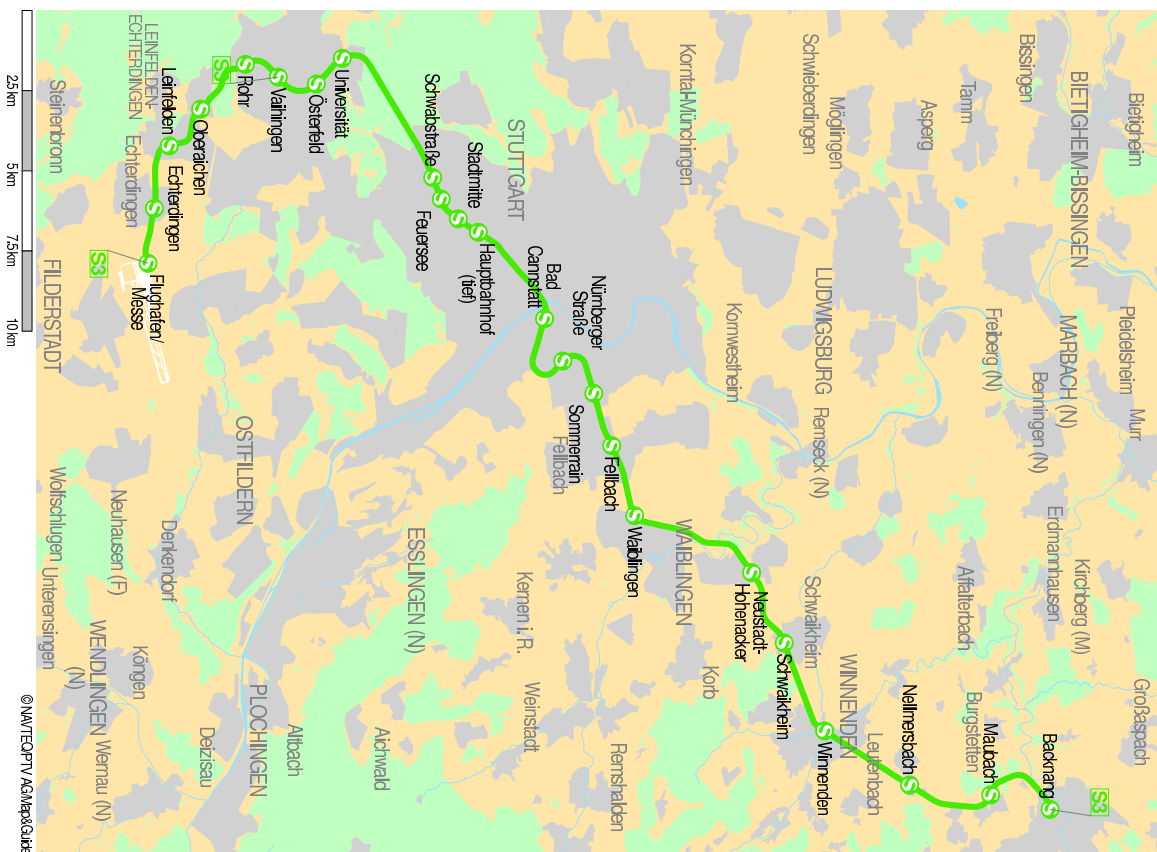 Großaspach
Bietigheim
Murr
Pleidelsheim
S3
Kirchberg (M)
BIETIGHEIM-BISSINGEN
MARBACH (N)
Erdmannhausen
Backnang
Benningen (N)
Bissingen
Freiberg (N)
Maubach
Burgstetten
Tamm
Affalterbach
Asperg
Nellmersbach
Leutenbach
WINNENDEN
Möglingen
LUDWIGSBURG
Winnenden
Remseck (N)
Schwaikheim
Schwieberdingen
Schwaikheim
Neustadt-
Hohenacker
Kornwestheim
Korb
Korntal-Münchingen
WAIBLINGEN
Waiblingen
Remshalden
Fellbach
Nürnberger
Straße
Sommerrain
Fellbach
Bad
Cannstatt
Weinstadt
Kernen i. R.
STUTTGART
Hauptbahnhof
(tief)
Stadtmitte
Schwabstraße
Feuersee
ESSLINGEN (N)
Aichwald
Universität
Österfeld
Altbach
Vaihingen
PLOCHINGEN
Rohr
OSTFILDERN
S3
Deizisau
Oberaichen
Echterdingen
Leinfelden
Denkendorf
LEINFELDEN-
ECHTERDINGEN
Flughafen/
Messe
Köngen
Echterdingen
Neuhausen (F)
Wernau (N)
S3
WENDLINGEN
(N)
Steinenbronn
Wolfschlugen
FILDERSTADT
Unterensingen
2,5 km
5 km
7,5 km
10 km
© NAVTEQ/PTV AG/Map&Guide